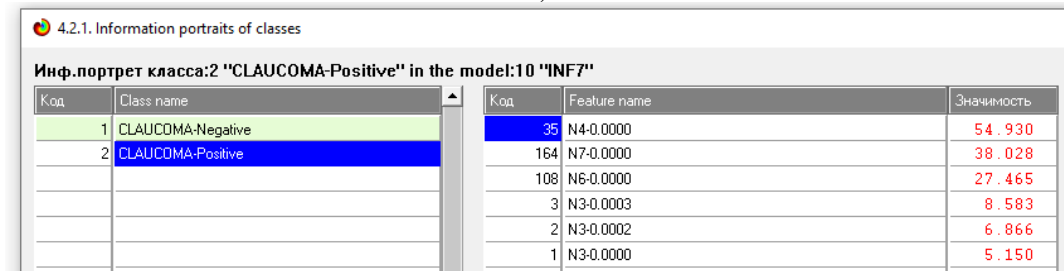 4.2.1. Information portraits of classes
Инф.портрет класса:2 "CLAUCOMA-Positive" in the model:10 "INF7"
Код Class name Код Feature name Значимость
1 CLAUCOMA-Negative 35 N4-0.0000 54.930
2 CLAUCOMA-Positive 164 N7-0.0000 38.028
108 N6-0.0000 27.465
3 N3-0.0003 8.583
2 N3-0.0002 6.866
1 N3-0.0000 5.150